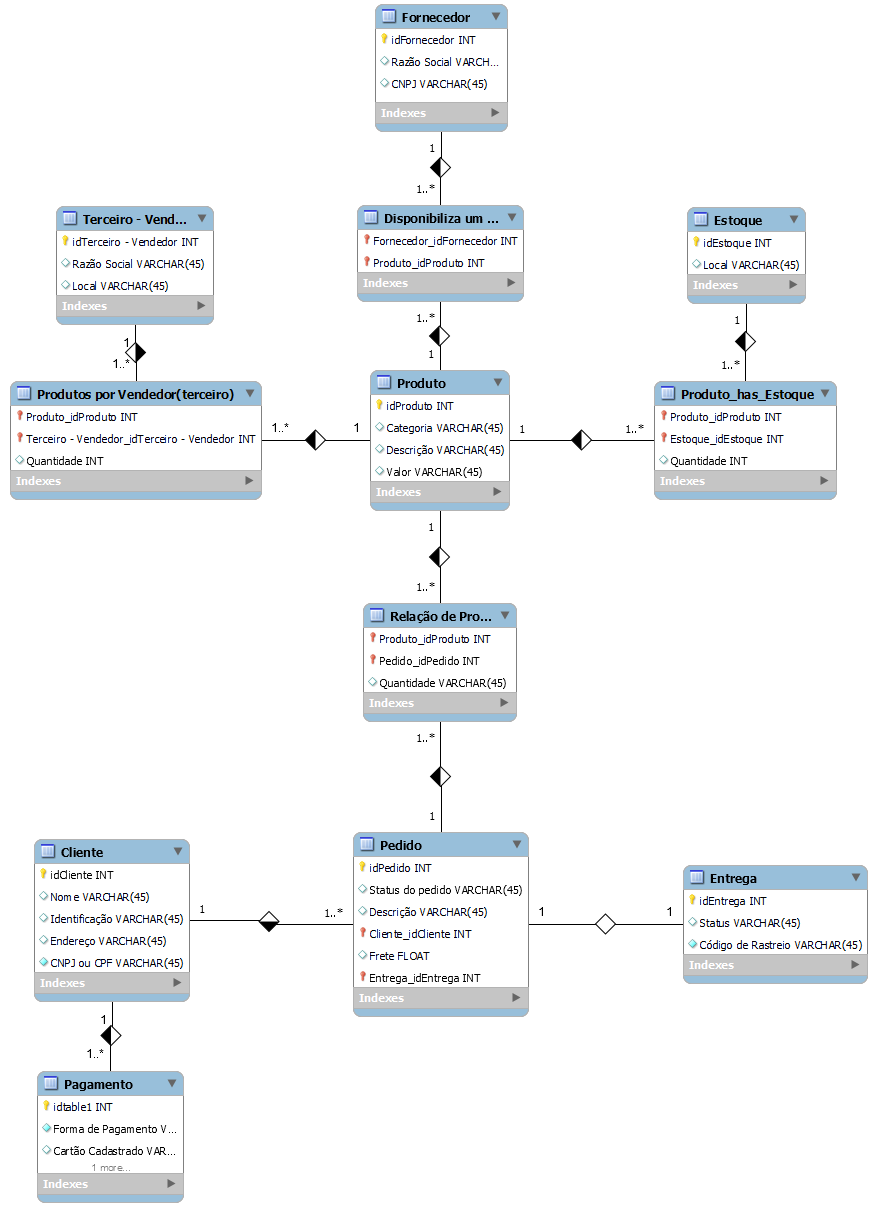 Fornecedor
idFornecedor INT
Razão Social VARCH...
CNPJ VARCHAR(45)
Indexes
1
1..*
Terceiro - Vend...
idTerceiro - Vendedor INT
Razão Social VARCHAR(45)
Local VARCHAR(45)
Indexes
Disponibiliza um ...
Fornecedor_idFornecedor INT
Produto_idProduto INT
Indexes
Estoque
idEstoque INT
Local VARCHAR(45)
Indexes
1
1..*
1..*
1
1
1..*
Produtos por Vendedor(terceiro)
Produto_idProduto INT
Terceiro - Vendedor_idTerceiro - Vendedor INT
Quantidade INT
Indexes
1..*
1
Produto
idProduto INT
Categoria VARCHAR(45)
Descrição VARCHAR(45)
Valor VARCHAR(45)
Indexes
1
1..*
Produto_has_Estoque
Produto_idProduto INT
Estoque_idEstoque INT
Quantidade INT
Indexes
1
1..*
Relação de Pro...
Produto_idProduto INT
Pedido_idPedido INT
Quantidade VARCHAR(45)
Indexes
1..*
1
Cliente
idCliente INT
Nome VARCHAR(45)
Identificação VARCHAR(45)
Endereço VARCHAR(45)
CNPJ ou CPF VARCHAR(45)
Indexes
1
1..*
Pedido
idPedido INT
Status do pedido VARCHAR(45)
Descrição VARCHAR(45)
Cliente_idCliente INT
Frete FLOAT
Entrega_idEntrega INT
Indexes
1
1
Entrega
idEntrega INT
Status VARCHAR(45)
Código de Rastreio VARCHAR(45)
Indexes
1
1..*
Pagamento
idtable1 INT
Forma de Pagamento V...
Cartão Cadastrado VAR...
1 more...
Indexes